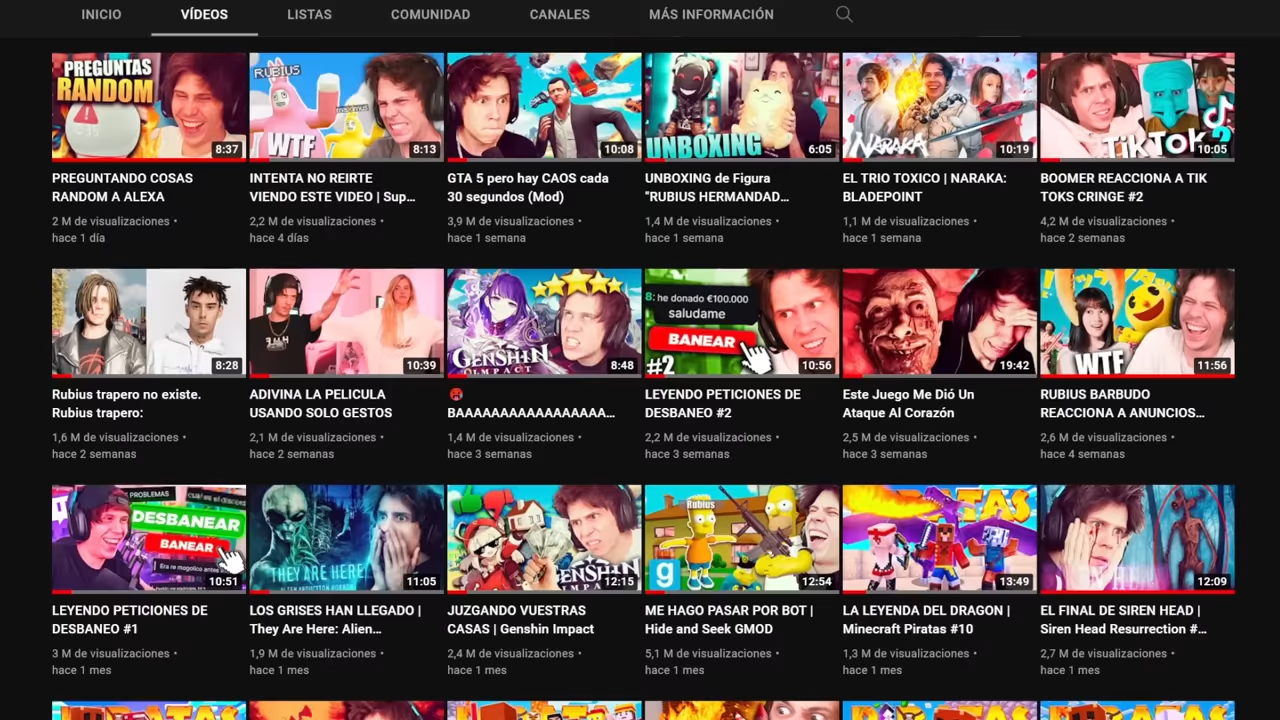 INICIO
VÍDEOS
LISTAS
COMUNIDAD
CANALES
MÁS INFORMACIÓN
PREGUNTAS
RANDOM
8:37
RUBIUS
WTF
8:13
10:08
UNBOXING
6:05
NARAKA
10:19
TIKTOK
10:05
PREGUNTANDO COSAS
RANDOM A ALEXA
2 M de visualizaciones •
hace 1 día
INTENTA NO REIRTE
VIENDO ESTE VIDEO | Sup...
2,2 M de visualizaciones •
hace 4 días
GTA 5 pero hay CAOS cada
30 segundos (Mod)
3,9 M de visualizaciones •
hace 1 semana
UNBOXING de Figura
"RUBIUS HERMANDAD...
1,4 M de visualizaciones •
hace 1 semana
EL TRIO TOXICO | NARAKA:
BLADEPOINT
1,1 M de visualizaciones •
hace 1 semana
BOOMER REACCIONA A TIK
TOKS CRINGE #2
4,2 M de visualizaciones •
hace 2 semanas
8:28
10:39
GENSHIN
IMPACT
8:48
8: he donado €100.000
saludame
BANEAR
#2
10:56
19:42
WTF
11:56
Rubius trapero no existe.
Rubius trapero:
1,6 M de visualizaciones •
hace 2 semanas
ADIVINA LA PELICULA
USANDO SOLO GESTOS
2,1 M de visualizaciones •
hace 2 semanas
BAAAAAAAAAAAAAAAAA...
1,4 M de visualizaciones •
hace 3 semanas
LEYENDO PETICIONES DE
DESBANEO #2
2,2 M de visualizaciones •
hace 3 semanas
Este Juego Me Dió Un
Ataque Al Corazón
2,5 M de visualizaciones •
hace 3 semanas
RUBIUS BARBUDO
REACCIONA A ANUNCIOS...
2,6 M de visualizaciones •
hace 4 semanas
PROBLEMAS
DESBANEAR
BANEAR
Era re mogolico antes
10:51
THEY ARE HERE
11:05
GENSHIN
12:15
Rubius
g
12:54
PIRATAS
13:49
12:09
LEYENDO PETICIONES DE
DESBANEO #1
3 M de visualizaciones •
hace 1 mes
LOS GRISES HAN LLEGADO |
They Are Here: Alien...
1,9 M de visualizaciones •
hace 1 mes
JUZGANDO VUESTRAS
CASAS | Genshin Impact
2,4 M de visualizaciones •
hace 1 mes
ME HAGO PASAR POR BOT |
Hide and Seek GMOD
5,1 M de visualizaciones •
hace 1 mes
LA LEYENDA DEL DRAGON |
Minecraft Piratas #10
1,3 M de visualizaciones •
hace 1 mes
EL FINAL DE SIREN HEAD |
Siren Head Resurrection #...
2,7 M de visualizaciones •
hace 1 mes